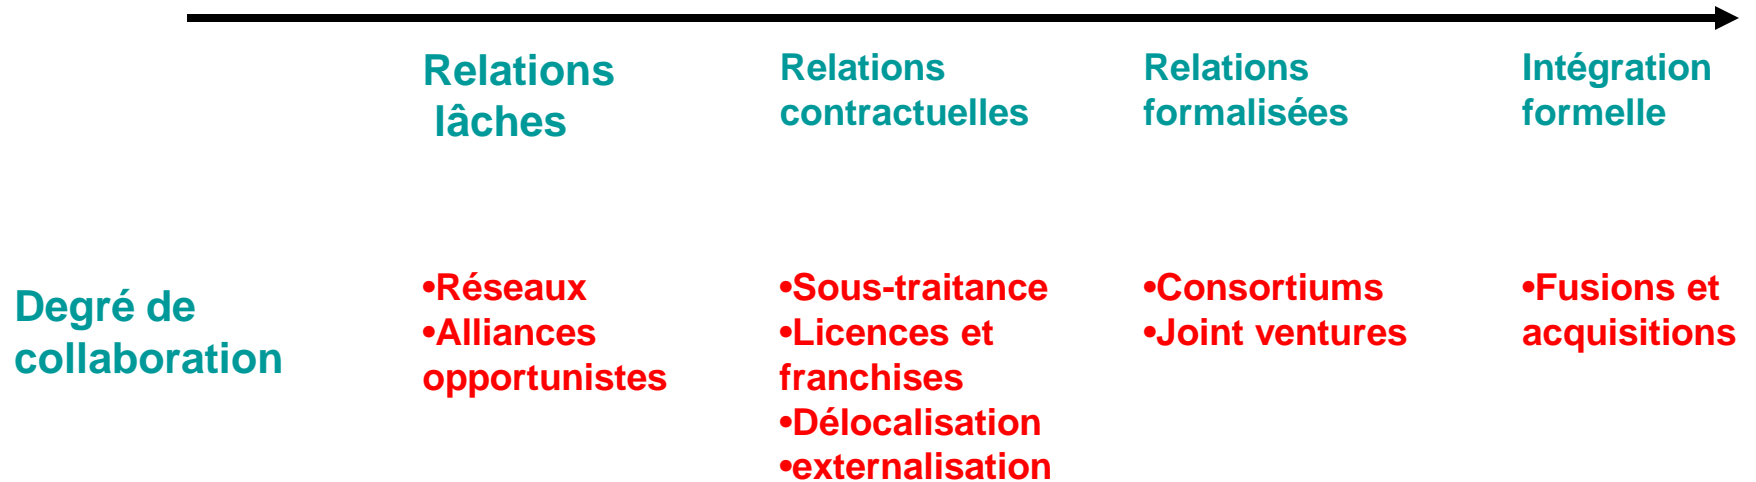 Relations
lâches
Relations
contractuelles
Relations
formalisées
Intégration
formelle
Degré de
collaboration
•Réseaux
•Alliances
opportunistes
•Sous-traitance
•Licences et
franchises
•Délocalisation
•externalisation
•Consortiums
•Joint ventures
•Fusions et
acquisitions